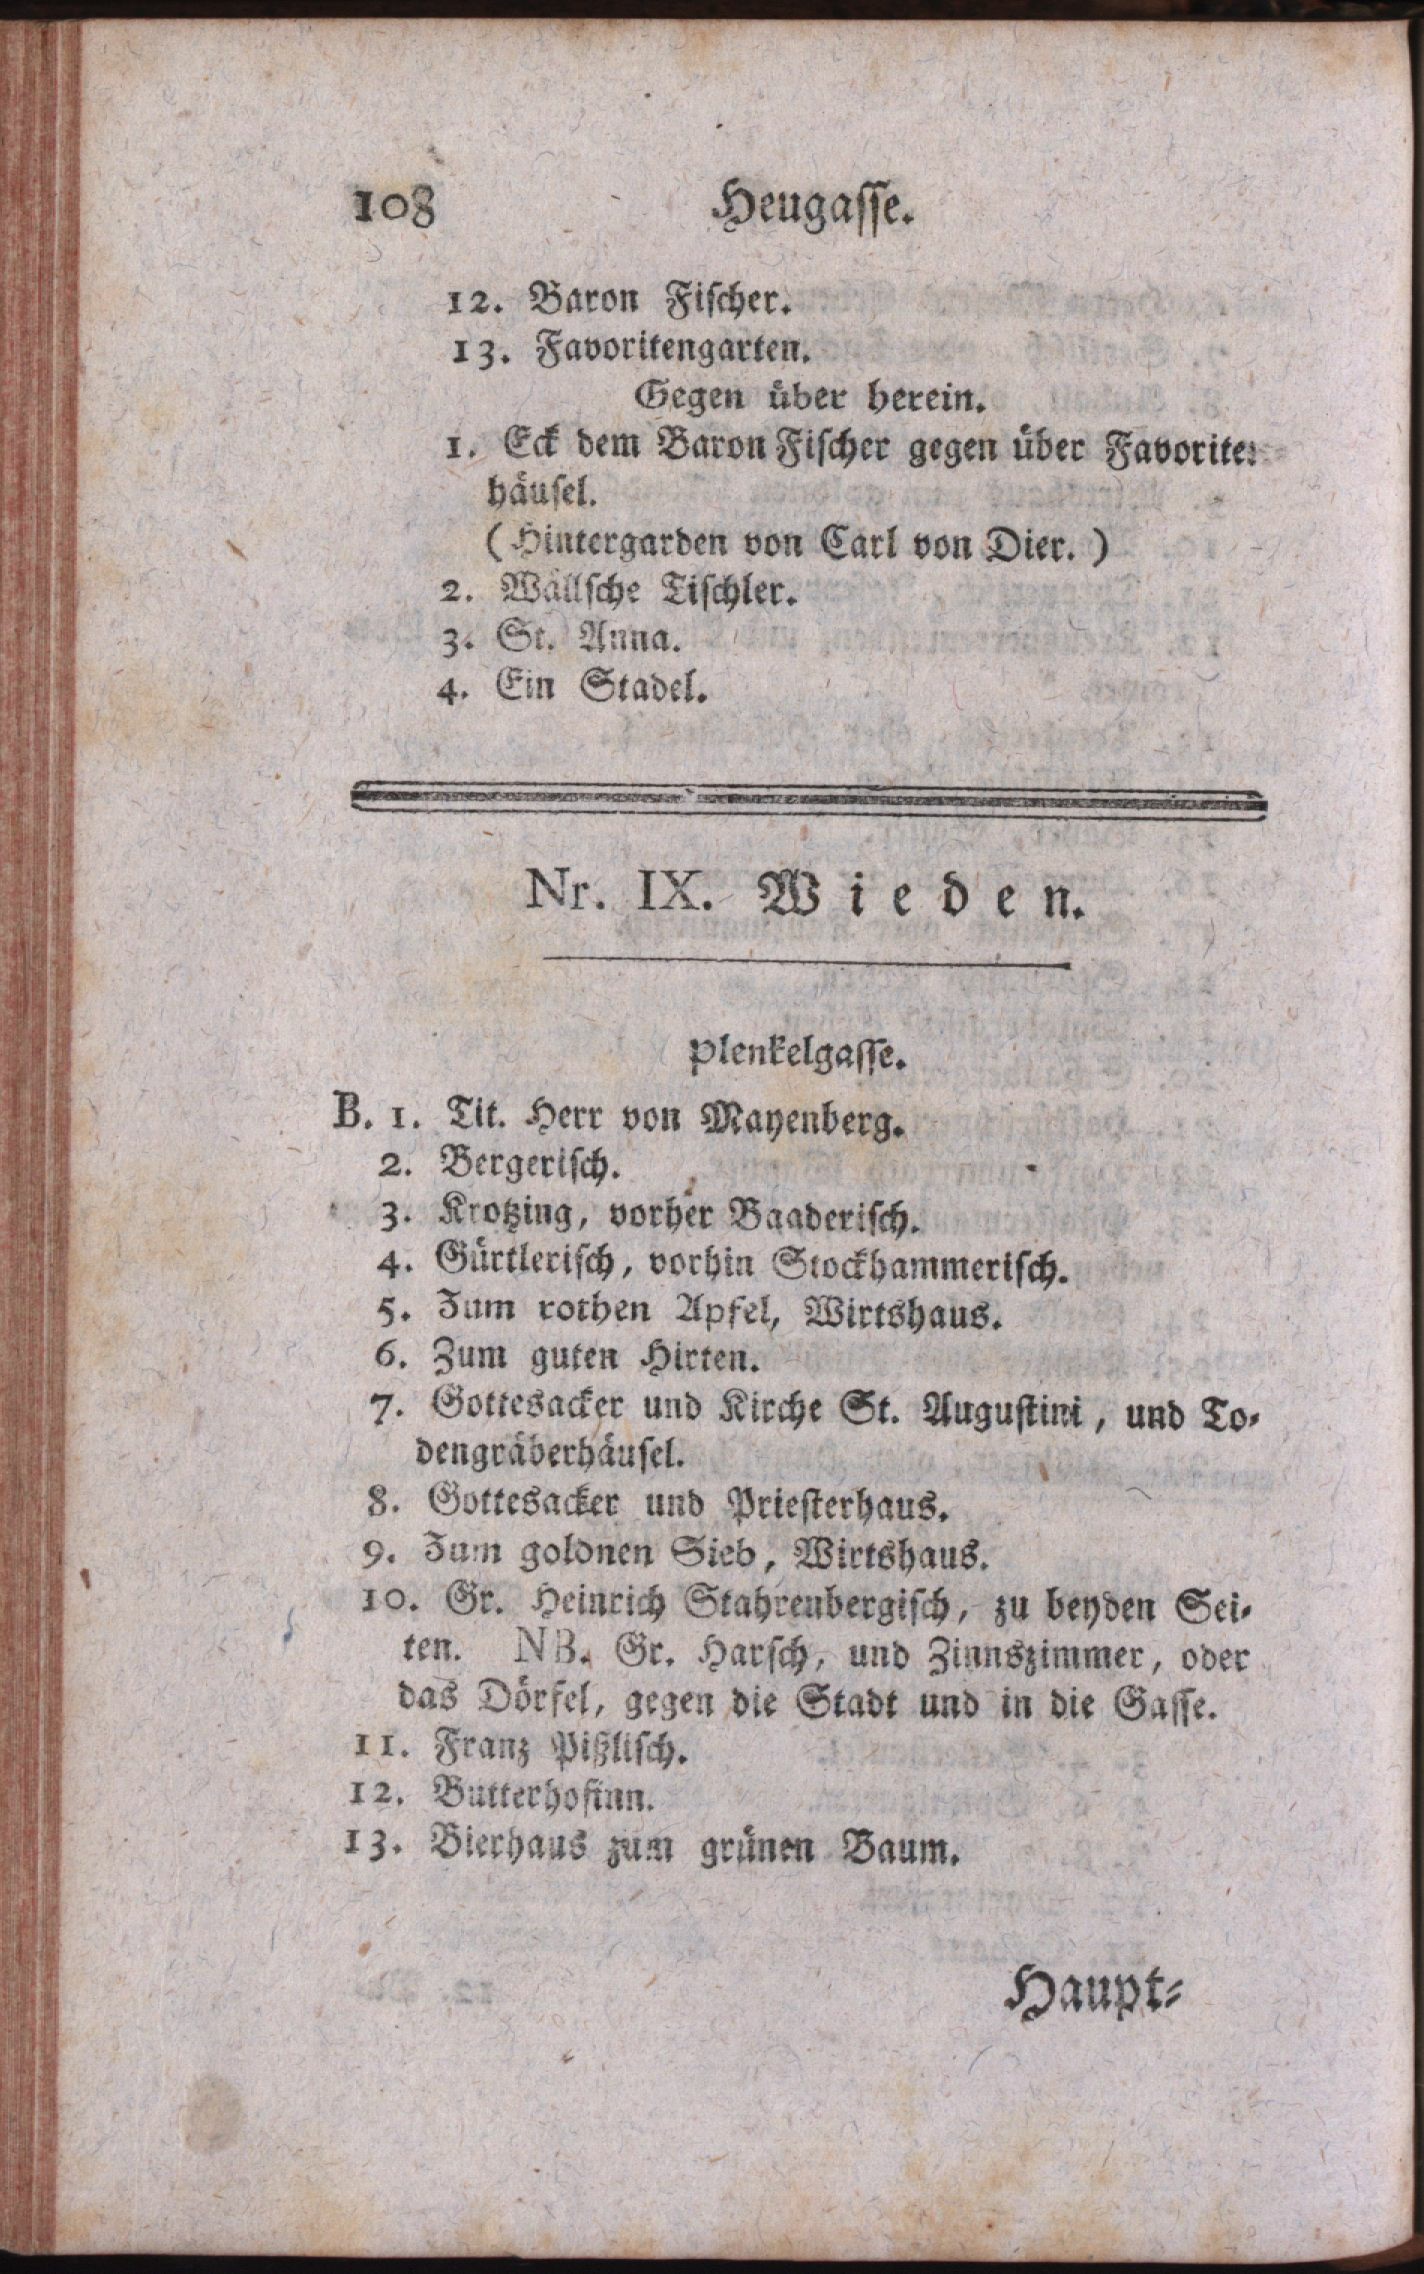 108 Heugasse.
12. Baron Fischer.
13. Favoritengarten.
Gegen über herein.
1. Eck dem Baron Fischer gegen über Favoriten
häusel.
(Hintergarden von Carl von Dier.)
2. Wällsche Tischler.
3. St. Anna.
4. Ein Stadel.
Nr. IX. Wieden.
Plenkelgasse.
B. 1. Tit. Herr von Mayenberg.
2. Bergerisch.
3. Krotzing, vorher Baaderisch.
4. Gürtlerisch, vorhin Stockhammerisch.
5. Zum rothen Apfel, Wirtshaus.
6. Zum guten Hirten.
7. Gottesacker und Kirche St. Augustini, und To-
dengräberhäusel.
8. Gottesacker und Priesterhaus.
9. Zum goldnen Sieb, Wirtshaus.
10. Gr. Heinrich Stahrenbergisch, zu beyden Sei-
ten. NB. Gr. Harsch, und Zinnszimmer, oder
das Dörfel, gegen die Stadt und in die Gasse.
11. Franz Pißlisch.
12. Butterhofinn.
13. Bierhaus zum grünen Baum.
Haupt-